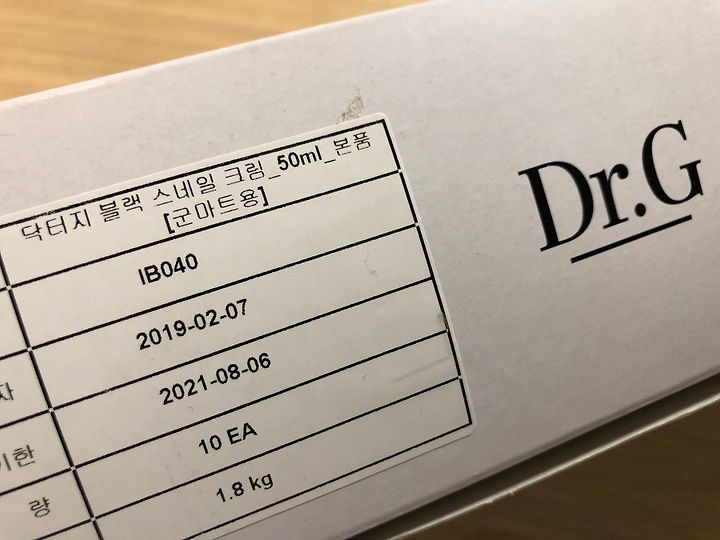 닥터지 블랙 스네일 크림_50ml_본품
[군마트용]
IB040
자 2019-02-07
기한 2021-08-06
량 10 EA
1.8 kg
Dr.G